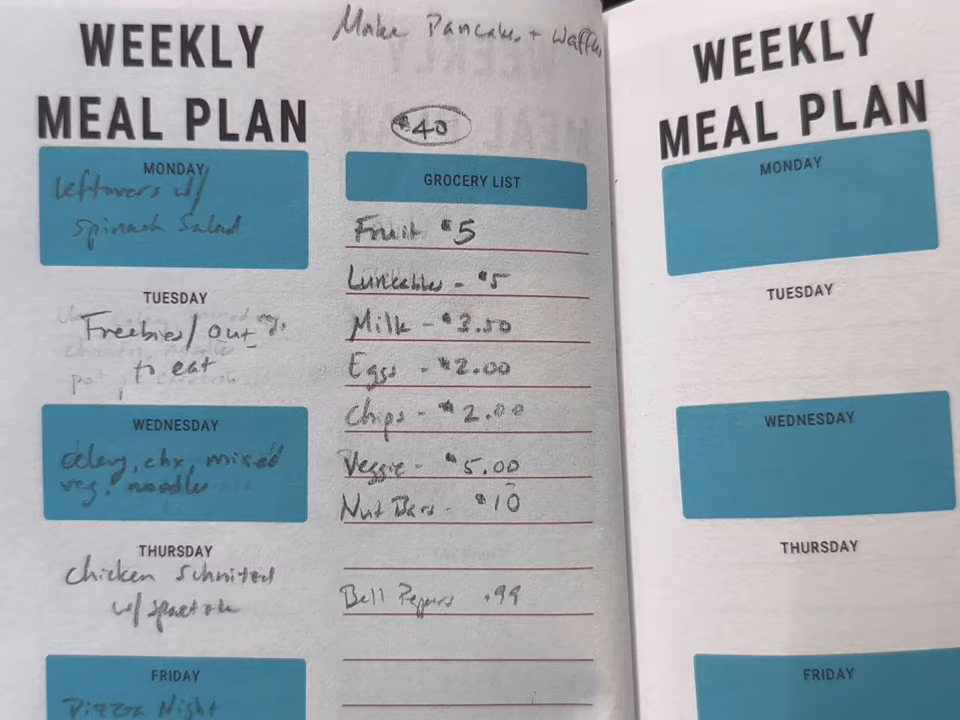 WEEKLY
MEAL PLAN
MONDAY
Leftovers w/
spinach Salad
TUESDAY
Freebies/out
to eat
WEDNESDAY
celery, chx, mixed
veg. noodles
THURSDAY
Chicken Schnitzel
w/
FRIDAY
Pizza Night
Make Pancakes + Waffles
$40
GROCERY LIST
Fruit $5
Lunchables - $5
Milk - $3.50
Eggs - $2.00
Chips - $2.00
Veggie - $5.00
Nut Bars - $10
Bell Pepers .99
WEEKLY
MEAL PLAN
MONDAY
TUESDAY
WEDNESDAY
THURSDAY
FRIDAY